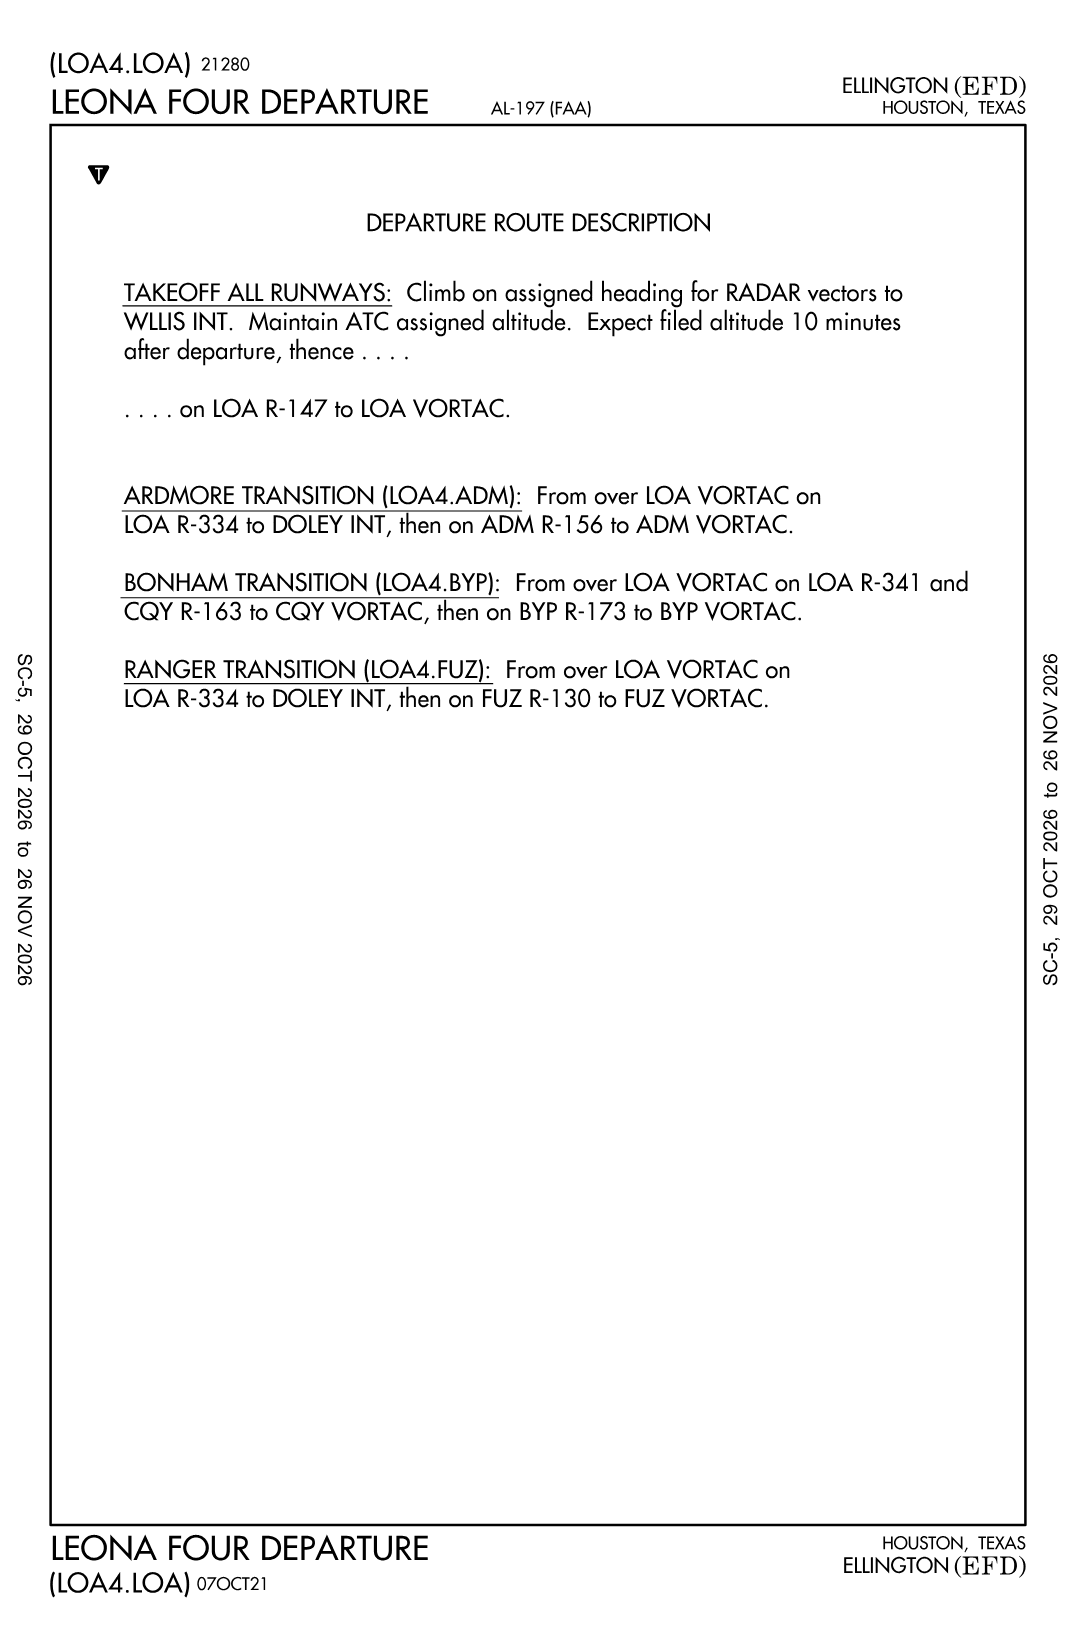 (LOA4.LOA) 21280
LEONA FOUR DEPARTURE
AL-197 (FAA)
ELLINGTON (EFD)
HOUSTON, TEXAS
T
DEPARTURE ROUTE DESCRIPTION
TAKEOFF ALL RUNWAYS: Climb on assigned heading for RADAR vectors to
WLLIS INT. Maintain ATC assigned altitude. Expect filed altitude 10 minutes
after departure, thence . . . .
. . . . on LOA R-147 to LOA VORTAC.
ARDMORE TRANSITION (LOA4.ADM): From over LOA VORTAC on
LOA R-334 to DOLEY INT, then on ADM R-156 to ADM VORTAC.
BONHAM TRANSITION (LOA4.BYP): From over LOA VORTAC on LOA R-341 and
CQY R-163 to CQY VORTAC, then on BYP R-173 to BYP VORTAC.
RANGER TRANSITION (LOA4.FUZ): From over LOA VORTAC on
LOA R-334 to DOLEY INT, then on FUZ R-130 to FUZ VORTAC.
SC-5, 29 OCT 2026 to 26 NOV 2026
SC-5, 29 OCT 2026 to 26 NOV 2026
LEONA FOUR DEPARTURE
(LOA4.LOA) 07OCT21
HOUSTON, TEXAS
ELLINGTON (EFD)